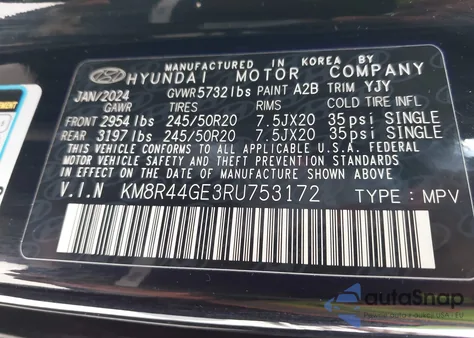 MANUFACTURED IN KOREA BY
HYUNDAI MOTOR COMPANY
JAN/2024 GVWR5732lbs PAINT A2B TRIM YJY
GAWR TIRES RIMS COLD TIRE INFL
FRONT 2954lbs 245/50R20 7.5JX20 35psi SINGLE
REAR 3197lbs 245/50R20 7.5JX20 35psi SINGLE
THIS VEHICLE CONFORMS TO ALL APPLICABLE U.S.A. FEDERAL
MOTOR VEHICLE SAFETY AND THEFT PREVENTION STANDARDS
IN EFFECT ON THE DATE OF MANUFACTURE SHOWN ABOVE.
V.I.N KM8R44GE3RU753172 TYPE : MPV
autoSnap